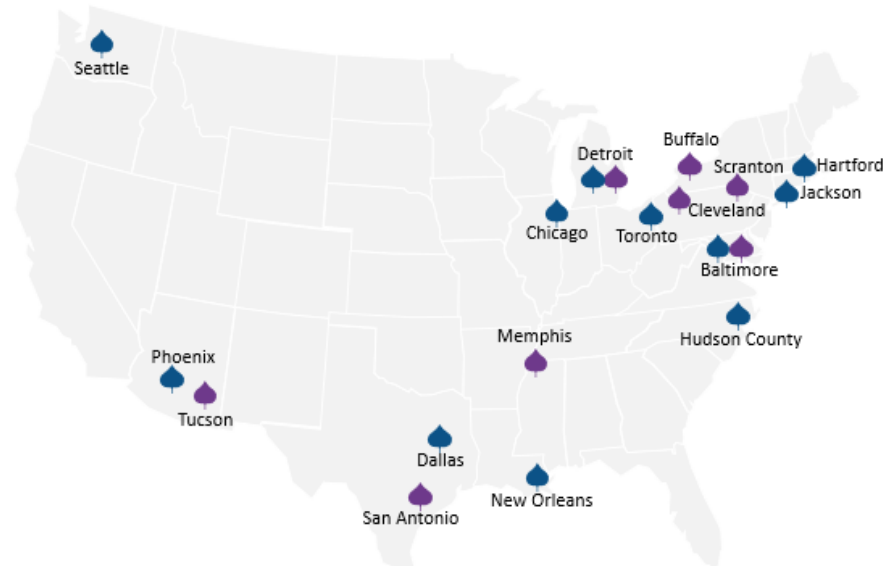 Seattle
Buffalo
Detroit
Scranton
Hartford
Jackson
Cleveland
Chicago
Toronto
Baltimore
Memphis
Hudson County
Phoenix
Tucson
Dallas
New Orleans
San Antonio